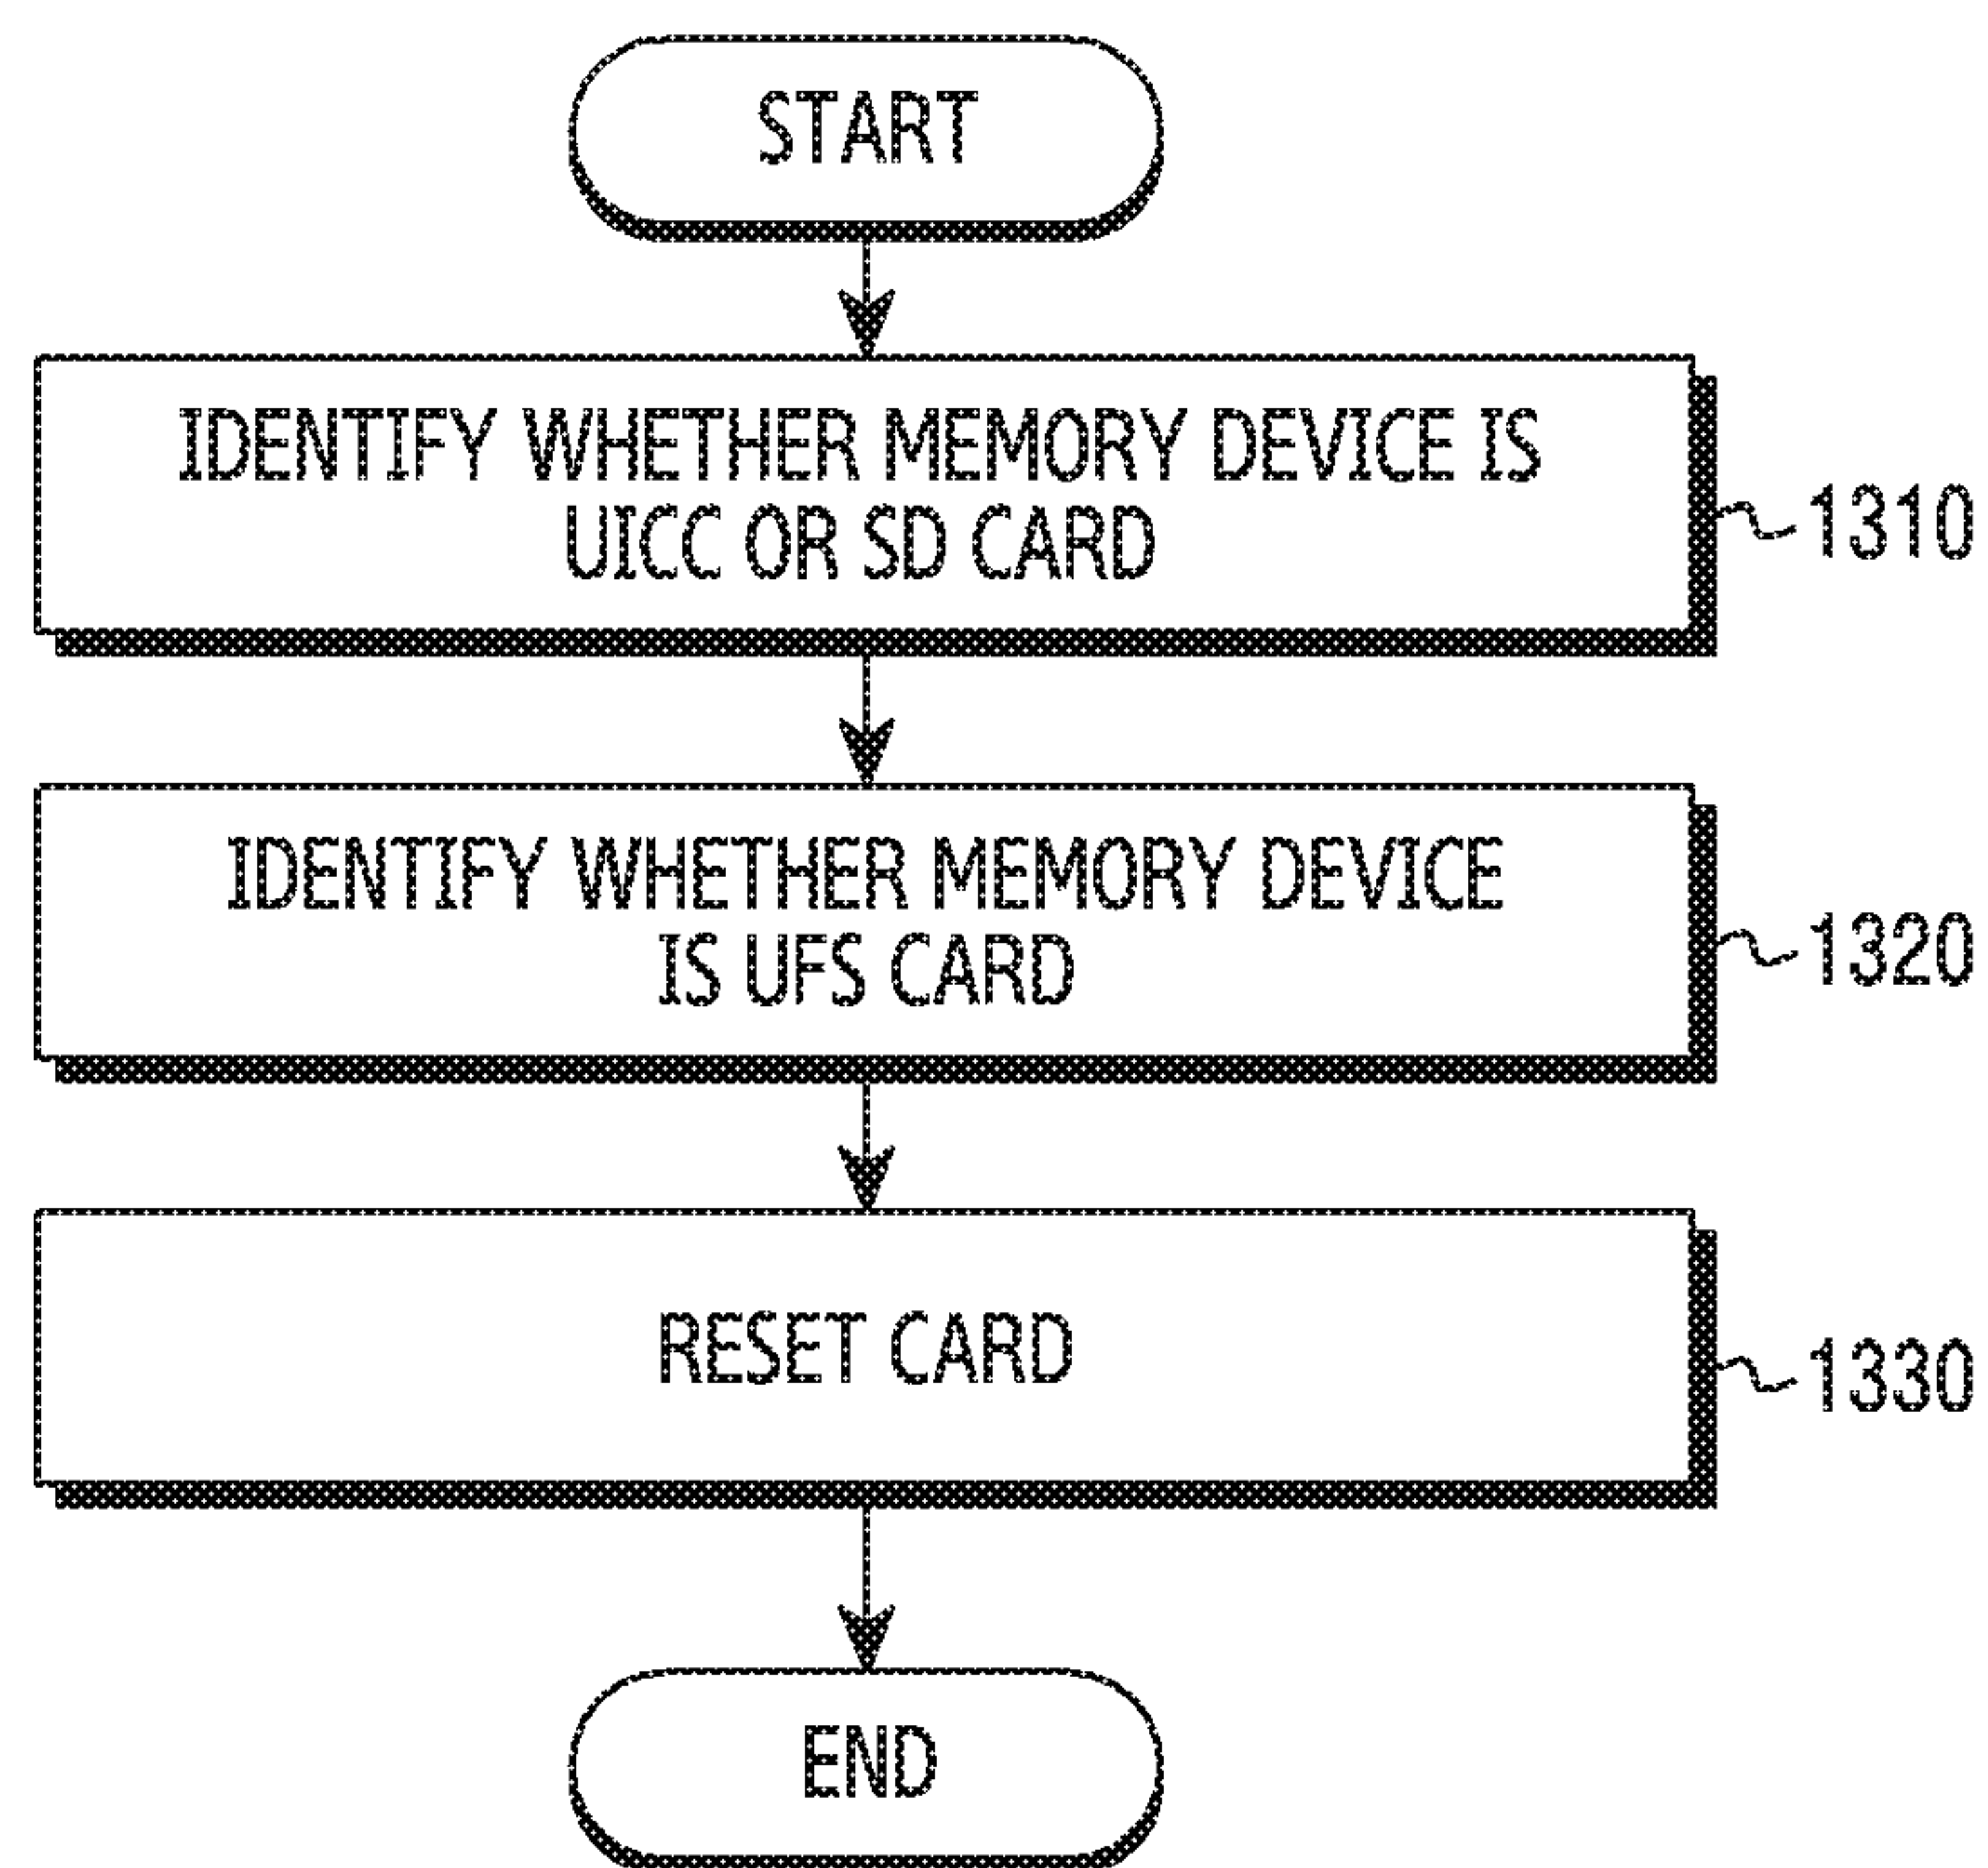 START
IDENTIFY WHETHER MEMORY DEVICE IS
UICC OR SD CARD
1310
IDENTIFY WHETHER MEMORY DEVICE
IS UFS CARD
1320
RESET CARD
1330
END